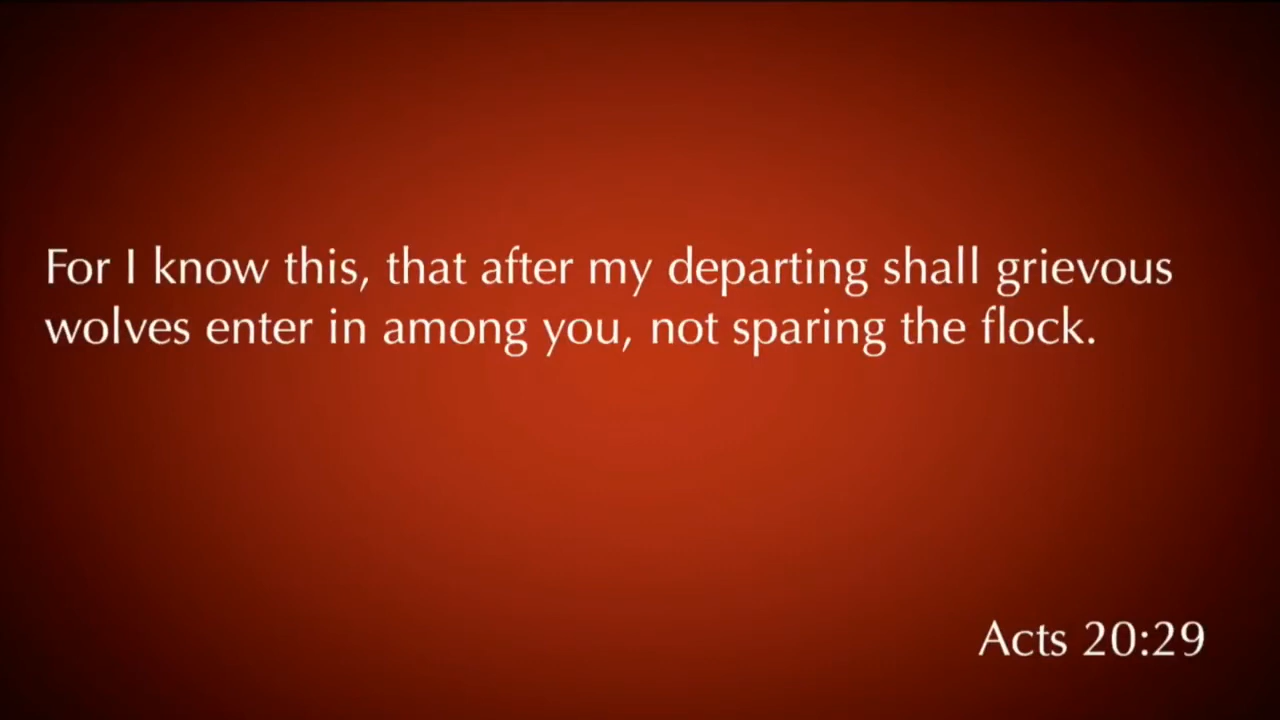 For I know this, that after my departing shall grievous
wolves enter in among you, not sparing the flock.
Acts 20:29